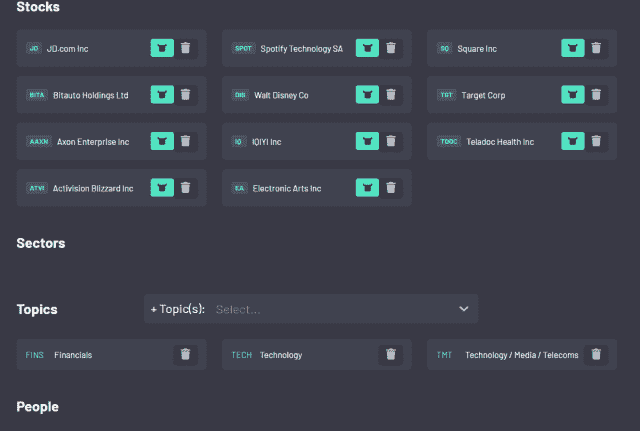 Stocks
JD JD.com Inc
SPOT Spotify Technology SA
SQ Square Inc
BITA Bitauto Holdings Ltd
DIS Walt Disney Co
TGT Target Corp
AAXN Axon Enterprise Inc
IQ IQIYI Inc
TDOC Teladoc Health Inc
ATVI Activision Blizzard Inc
EA Electronic Arts Inc
Sectors
Topics
+ Topic(s): Select...
FINS Financials
TECH Technology
TMT Technology / Media / Telecoms
People